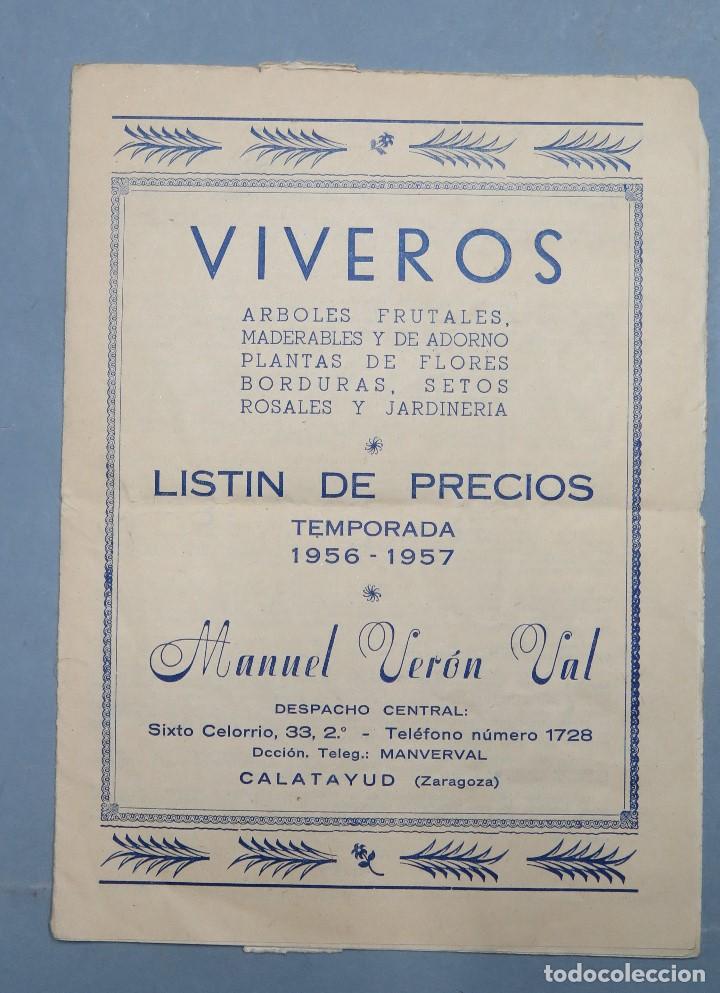 VIVEROS
ARBOLES FRUTALES,
MADERABLES Y DE ADORNO
PLANTAS DE FLORES
BORDURAS, SETOS
ROSALES Y JARDINERIA
LISTIN DE PRECIOS
TEMPORADA
1956 - 1957
Manuel Verón Val
DESPACHO CENTRAL:
Sixto Celorrio, 33, 2.º - Teléfono número 1728
Dcción. Teleg.: MANVERVAL
CALATAYUD (Zaragoza)
todocoleccion.net